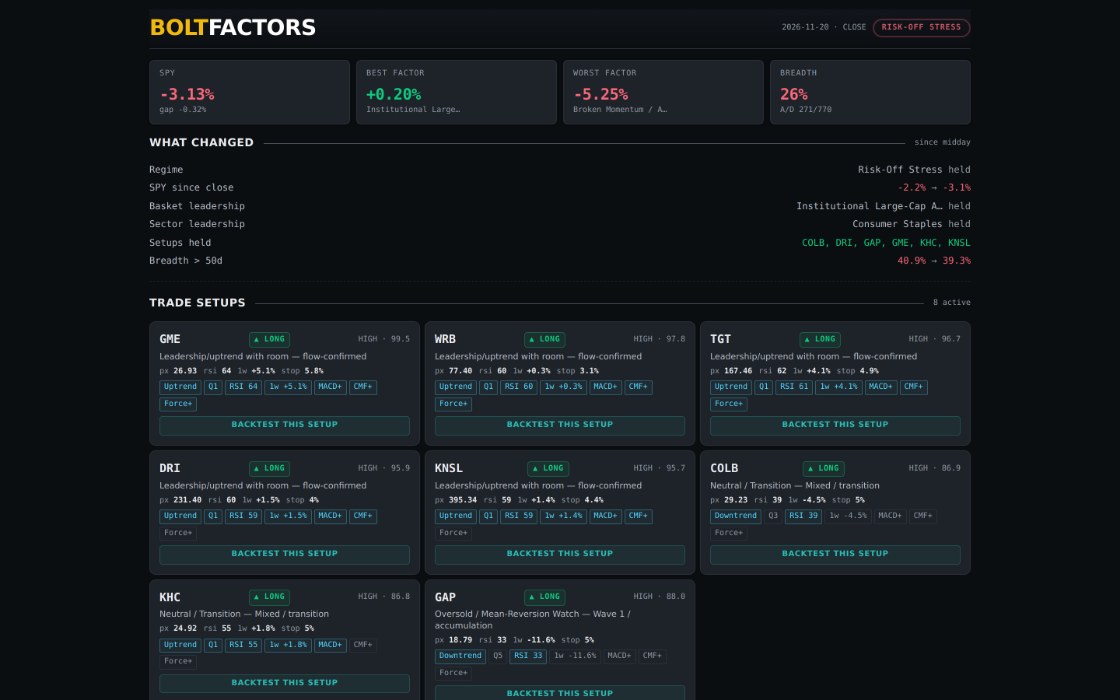 BOLTFACTORS
2026-11-20 · CLOSE RISK-OFF STRESS
SPY
-3.13%
gap -0.32%
BEST FACTOR
+0.20%
Institutional Large…
WORST FACTOR
-5.25%
Broken Momentum / A…
BREADTH
26%
A/D 271/770
WHAT CHANGED since midday
Regime Risk-Off Stress held
SPY since close -2.2% → -3.1%
Basket leadership Institutional Large-Cap A… held
Sector leadership Consumer Staples held
Setups held COLB, DRI, GAP, GME, KHC, KNSL
Breadth > 50d 40.9% → 39.3%
TRADE SETUPS 8 active
GME ▲ LONG HIGH · 99.5
Leadership/uptrend with room — flow-confirmed
px 26.93 rsi 64 1w +5.1% stop 5.8%
Uptrend Q1 RSI 64 1w +5.1% MACD+ CMF+
Force+
BACKTEST THIS SETUP
WRB ▲ LONG HIGH · 97.8
Leadership/uptrend with room — flow-confirmed
px 77.40 rsi 60 1w +0.3% stop 3.1%
Uptrend Q1 RSI 60 1w +0.3% MACD+ CMF+
Force+
BACKTEST THIS SETUP
TGT ▲ LONG HIGH · 96.7
Leadership/uptrend with room — flow-confirmed
px 167.46 rsi 62 1w +4.1% stop 4.9%
Uptrend Q1 RSI 61 1w +4.1% MACD+ CMF+
Force+
BACKTEST THIS SETUP
DRI ▲ LONG HIGH · 95.9
Leadership/uptrend with room — flow-confirmed
px 231.40 rsi 60 1w +1.5% stop 4%
Uptrend Q1 RSI 59 1w +1.5% MACD+ CMF+
Force+
BACKTEST THIS SETUP
KNSL ▲ LONG HIGH · 95.7
Leadership/uptrend with room — flow-confirmed
px 395.34 rsi 59 1w +1.4% stop 4.4%
Uptrend Q1 RSI 59 1w +1.4% MACD+ CMF+
Force+
BACKTEST THIS SETUP
COLB ▲ LONG HIGH · 86.9
Neutral / Transition — Mixed / transition
px 29.23 rsi 39 1w -4.5% stop 5%
Downtrend Q3 RSI 39 1w -4.5% MACD+ CMF+
Force+
BACKTEST THIS SETUP
KHC ▲ LONG HIGH · 86.8
Neutral / Transition — Mixed / transition
px 24.92 rsi 55 1w +1.8% stop 5%
Uptrend Q1 RSI 55 1w +1.8% MACD+ CMF+
Force+
BACKTEST THIS SETUP
GAP ▲ LONG HIGH · 88.0
Oversold / Mean-Reversion Watch — Wave 1 /
accumulation
px 18.79 rsi 33 1w -11.6% stop 5%
Downtrend Q5 RSI 33 1w -11.6% MACD+ CMF+
Force+
BACKTEST THIS SETUP